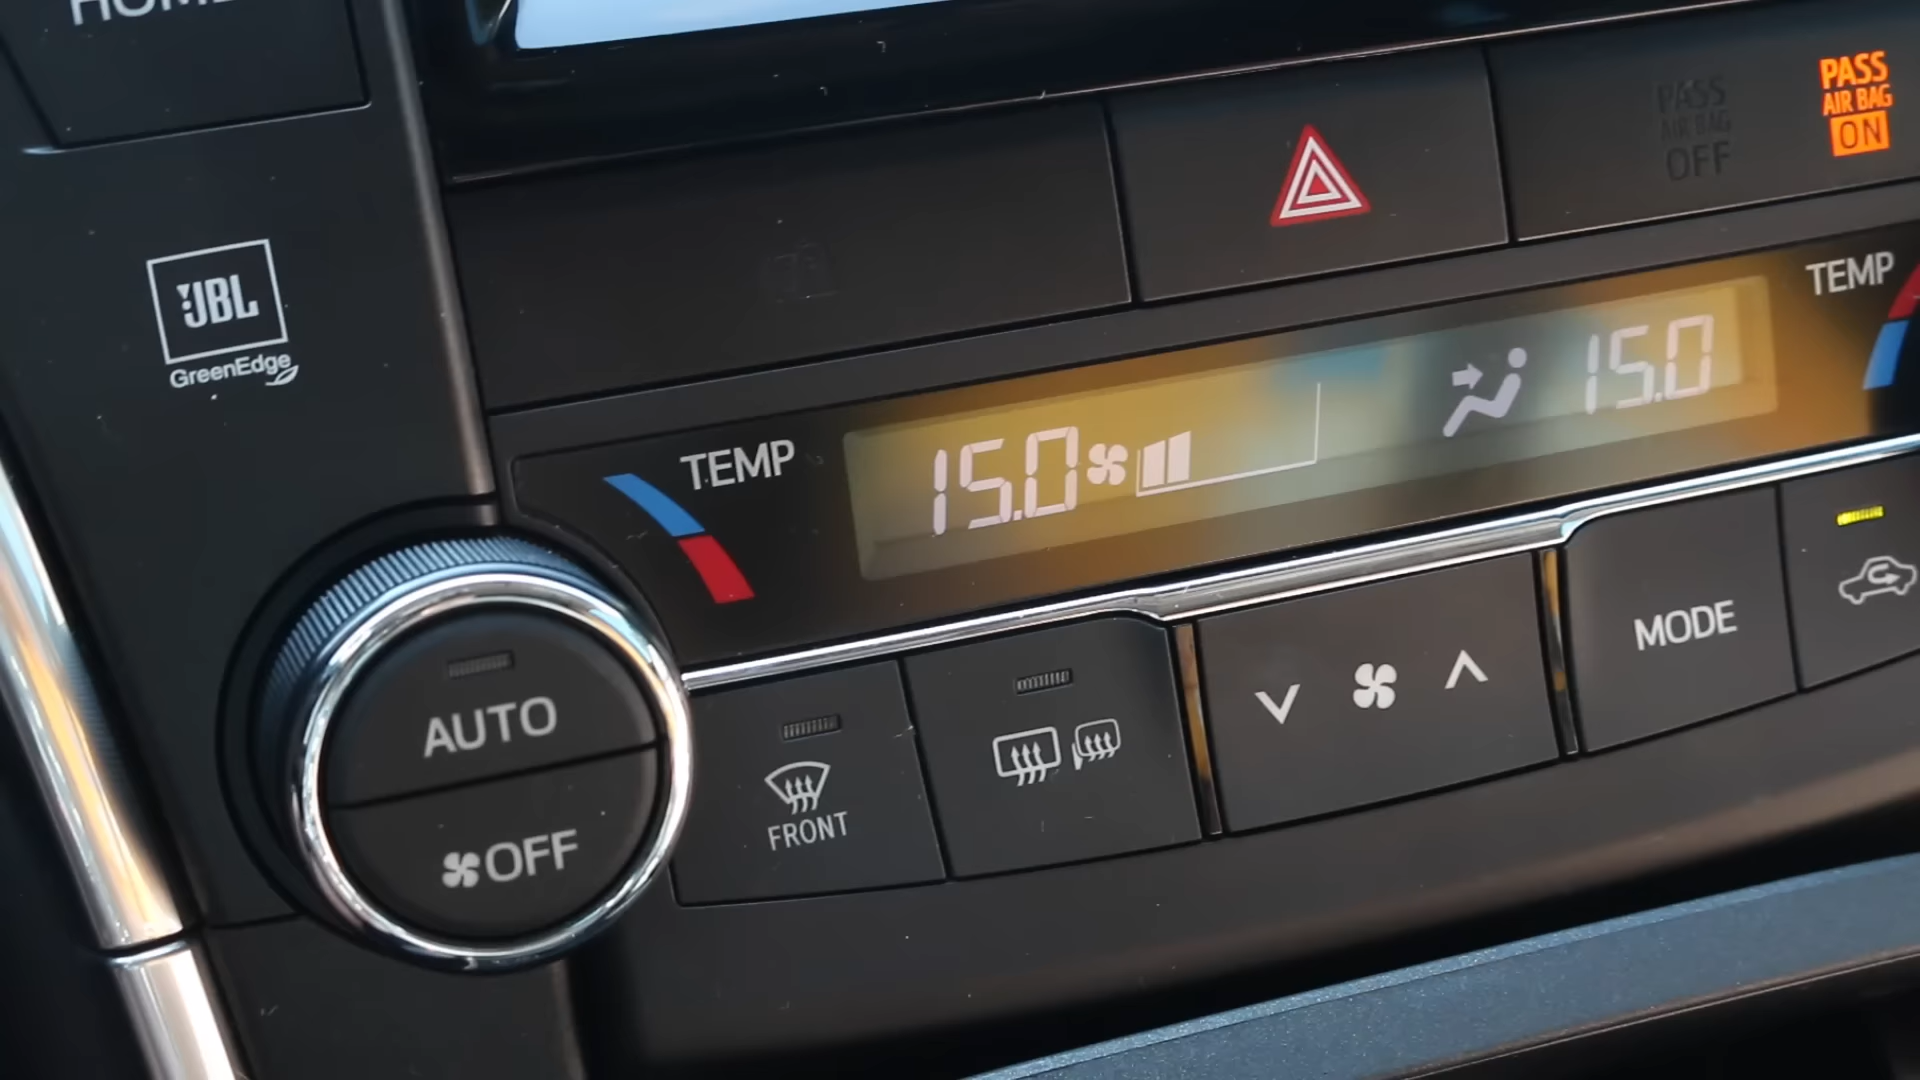 HOME
PASS
AIR BAG
OFF
PASS
AIR BAG
ON
JBL
GreenEdge
TEMP
15.0
15.0
TEMP
AUTO
OFF
FRONT
MODE